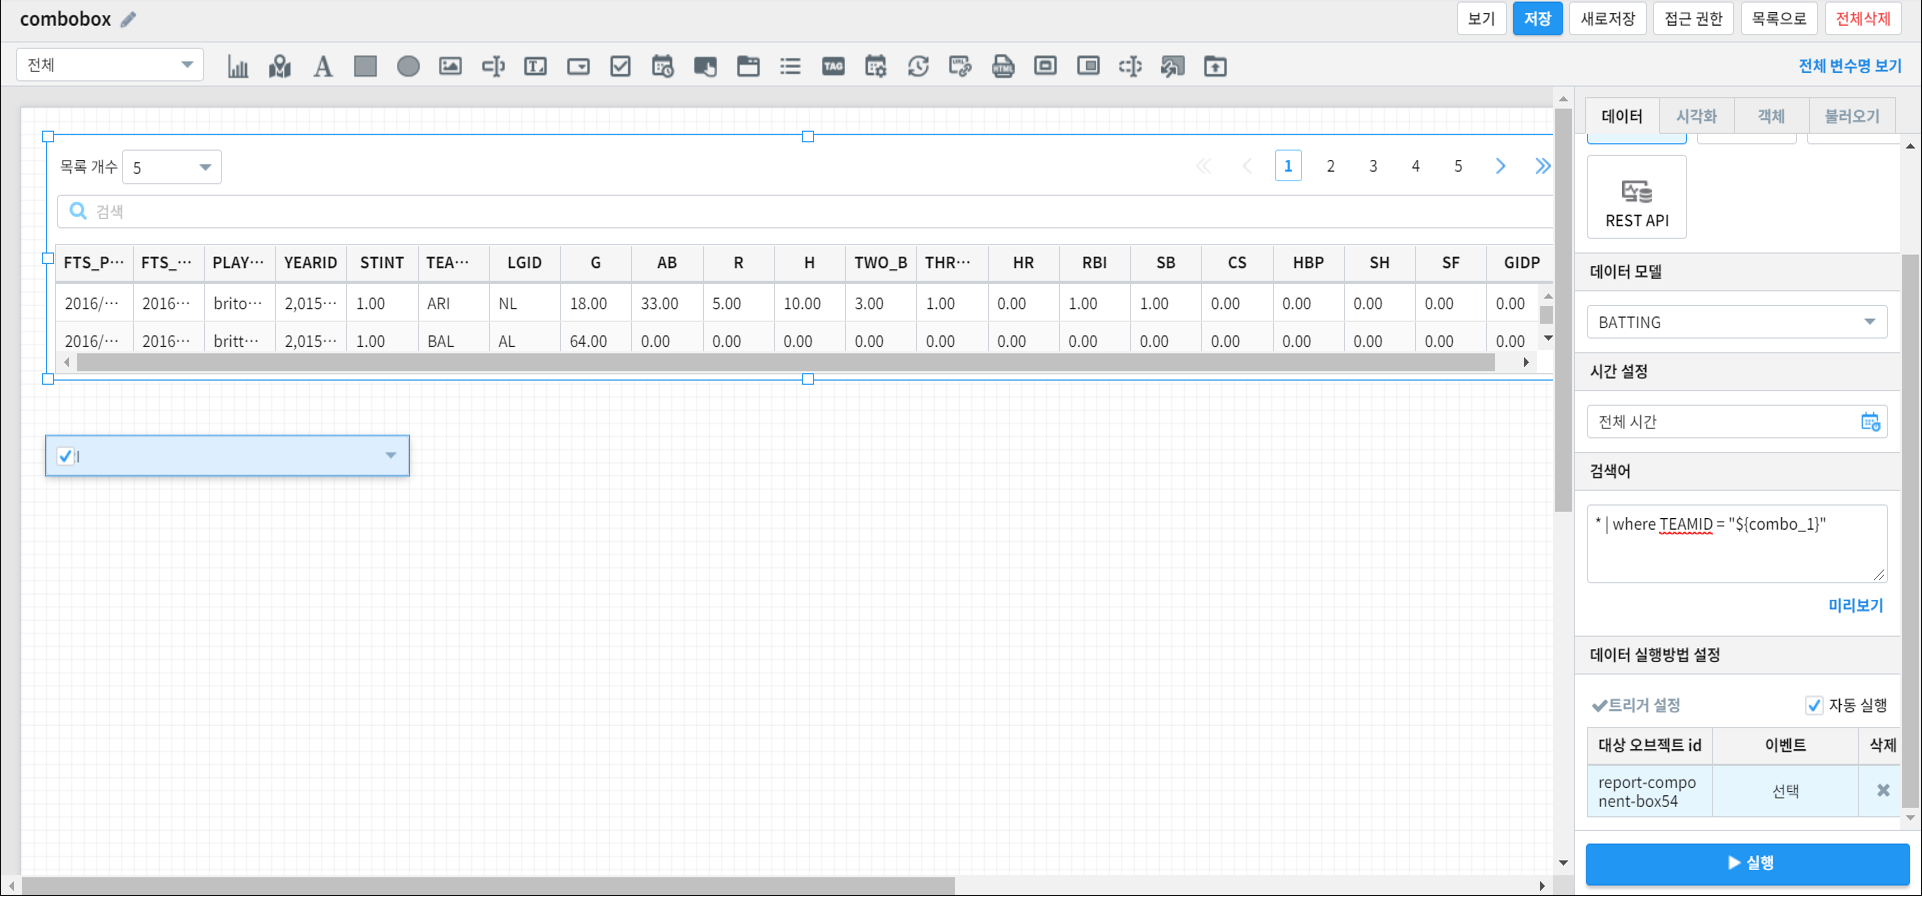 combobox
보기
저장
새로저장
접근 권한
목록으로
전체삭제
전체
A
T
TAG
URL
HTML
전체 변수명 보기
목록 개수 5
1 2 3 4 5
검색
FTS_P··· FTS_··· PLAY··· YEARID STINT TEA··· LGID G AB R H TWO_B THR··· HR RBI SB CS HBP SH SF GIDP
2016/··· 2016··· brito··· 2,015··· 1.00 ARI NL 18.00 33.00 5.00 10.00 3.00 1.00 0.00 1.00 1.00 0.00 0.00 0.00 0.00 0.00
2016/··· 2016··· britt··· 2,015··· 1.00 BAL AL 64.00 0.00 0.00 0.00 0.00 0.00 0.00 0.00 0.00 0.00 0.00 0.00 0.00 0.00
데이터
시각화
객체
불러오기
REST API
데이터 모델
BATTING
시간 설정
전체 시간
검색어
* | where TEAMID = "${combo_1}"
미리보기
데이터 실행방법 설정
트리거 설정
자동 실행
대상 오브젝트 id 이벤트 삭제
report-compo
nent-box54
선택
실행